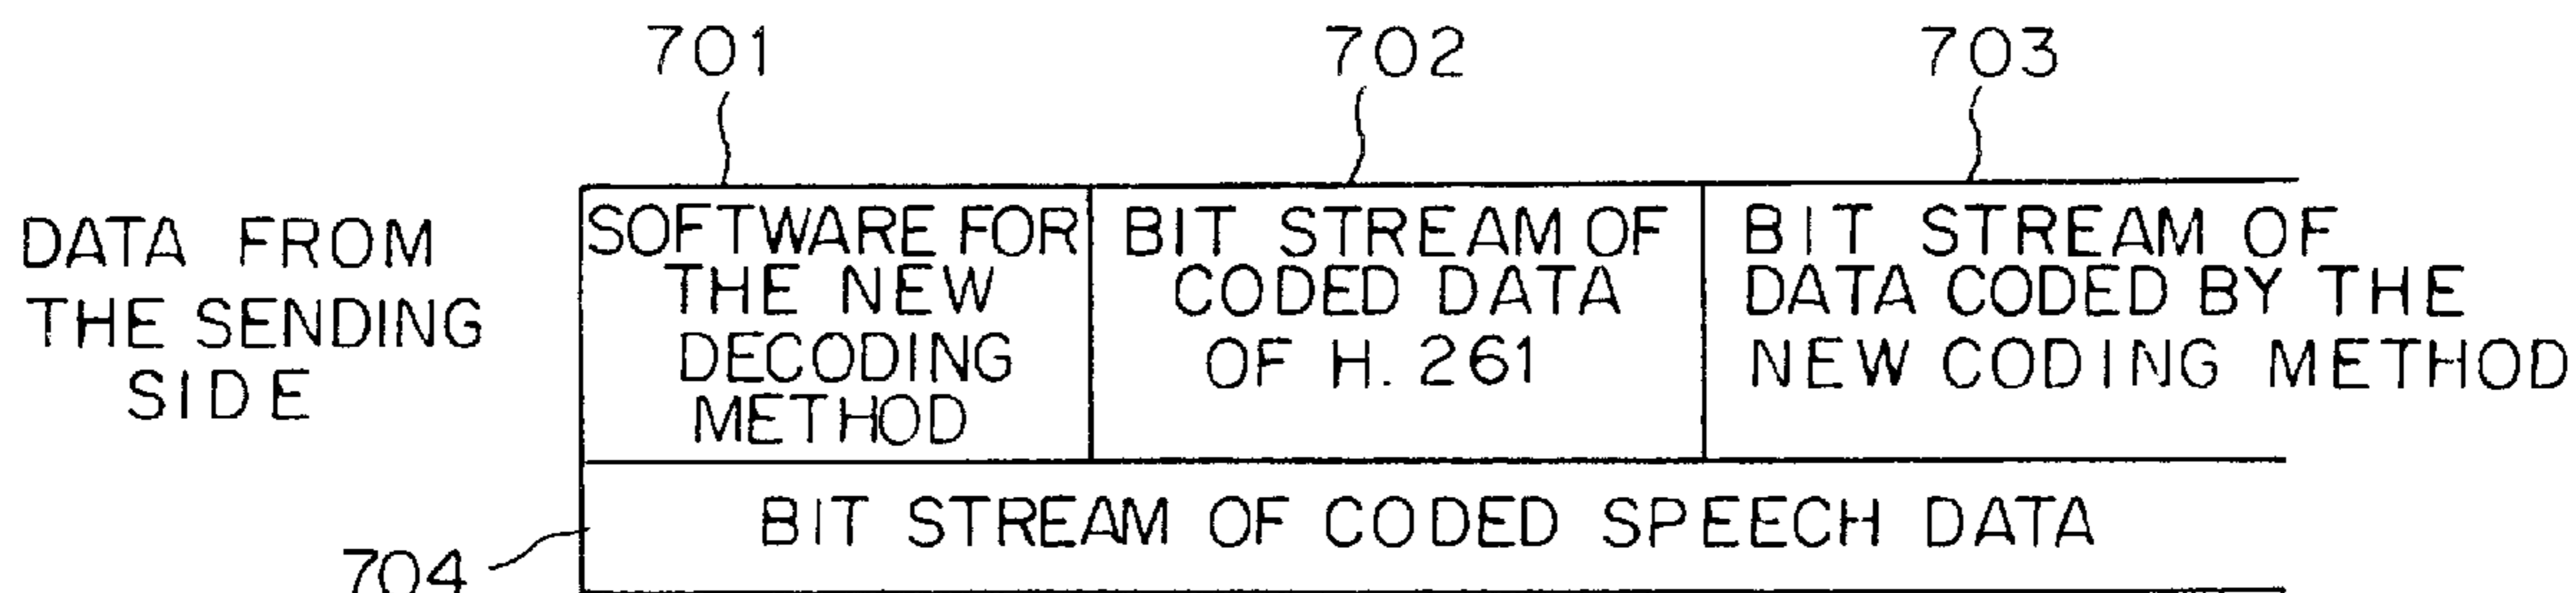 701
702
703
DATA FROM
THE SENDING
SIDE
SOFTWARE FOR
THE NEW
DECODING
METHOD
BIT STREAM OF
CODED DATA
OF H. 261
BIT STREAM OF
DATA CODED BY THE
NEW CODING METHOD
BIT STREAM OF CODED SPEECH DATA
704